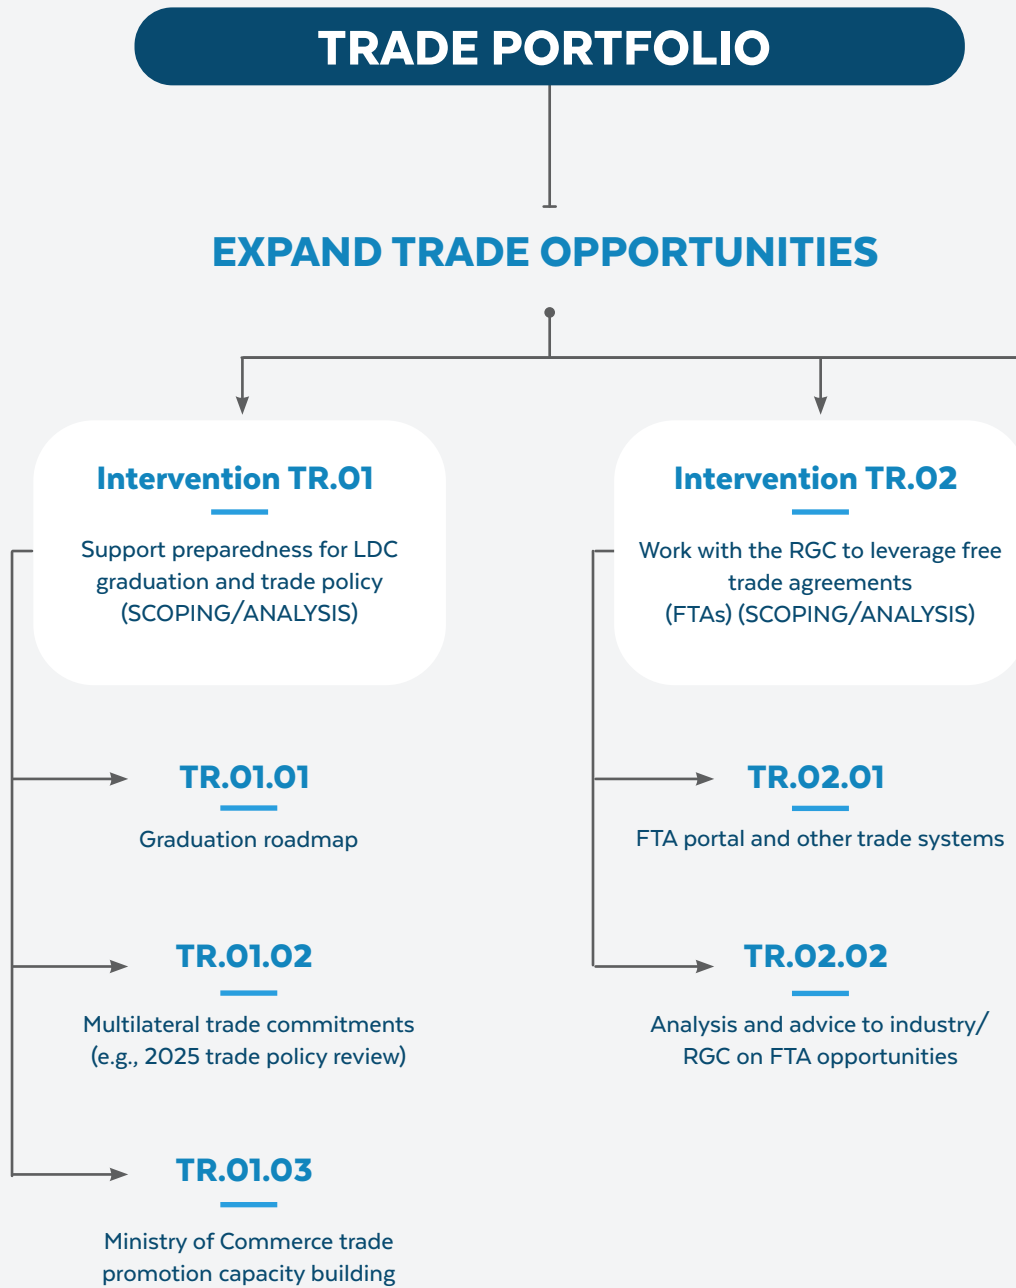 TRADE PORTFOLIO
EXPAND TRADE OPPORTUNITIES
Intervention TR.01
Support preparedness for LDC
graduation and trade policy
(SCOPING/ANALYSIS)
TR.01.01
Graduation roadmap
TR.01.02
Multilateral trade commitments
(e.g., 2025 trade policy review)
TR.01.03
Ministry of Commerce trade
promotion capacity building
Intervention TR.02
Work with the RGC to leverage free
trade agreements
(FTAs) (SCOPING/ANALYSIS)
TR.02.01
FTA portal and other trade systems
TR.02.02
Analysis and advice to industry/
RGC on FTA opportunities